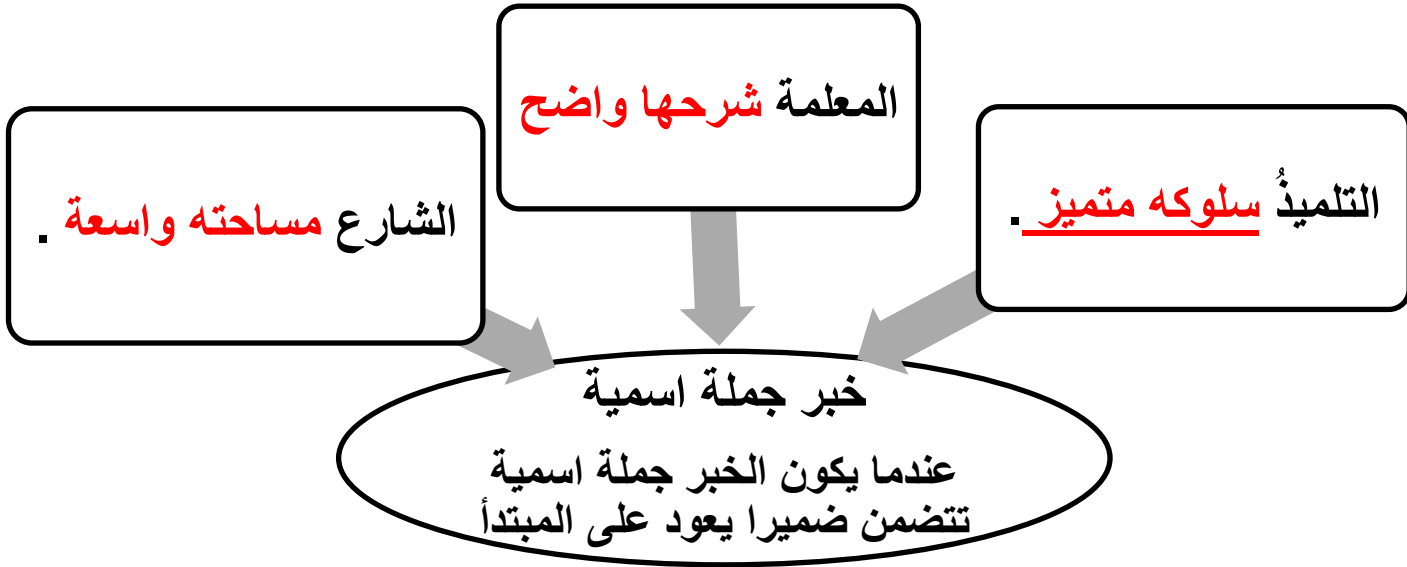 المعلمة شرحها واضح
التلميذُ سلوكه متميز .
الشارع مساحته واسعة .
خبر جملة اسمية
عندما يكون الخبر جملة اسمية
تتضمن ضميرا يعود على المبتدأ